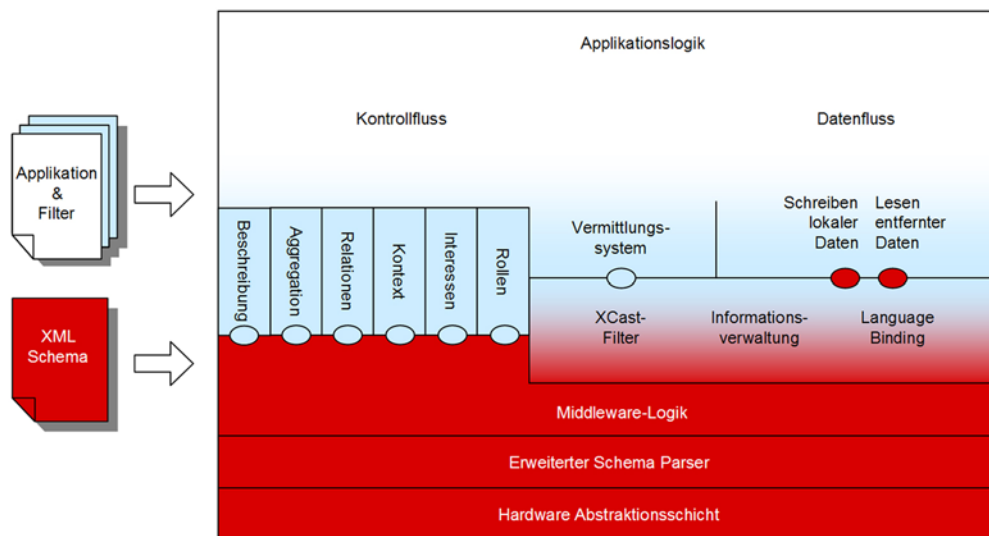 Applikationslogik
Kontrollfluss
Datenfluss
Applikation
&
Filter
XML
Schema
Beschreibung
Aggregation
Relationen
Kontext
Interessen
Rollen
Vermittlungs-
system
Schreiben
lokaler
Daten
Lesen
entfernter
Daten
XCast-
Filter
Informations-
verwaltung
Language
Binding
Middleware-Logik
Erweiterter Schema Parser
Hardware Abstraktionsschicht